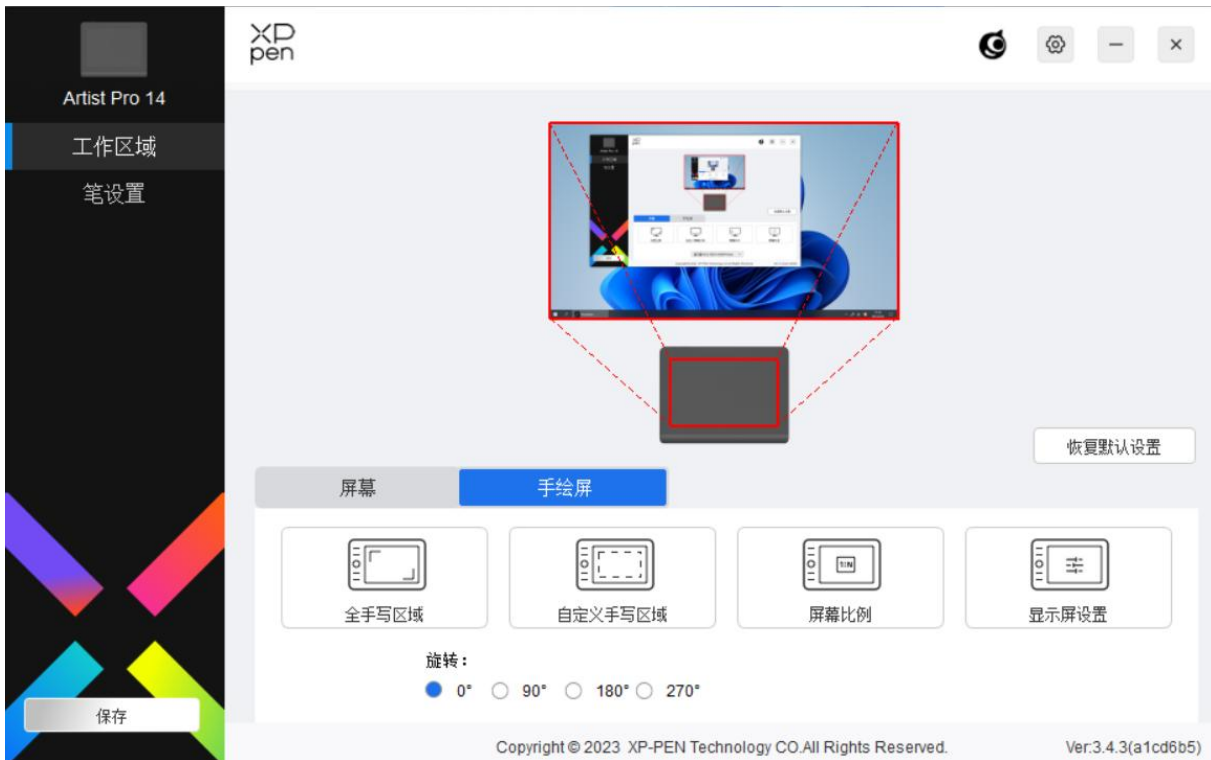 XP
pen
Artist Pro 14
工作区域
笔设置
恢复默认设置
屏幕
手绘屏
全手写区域
自定义手写区域
1:N
屏幕比例
显示屏设置
旋转：
0° 90° 180° 270°
保存
Copyright © 2023 XP-PEN Technology CO.All Rights Reserved.
Ver:3.4.3(a1cd6b5)